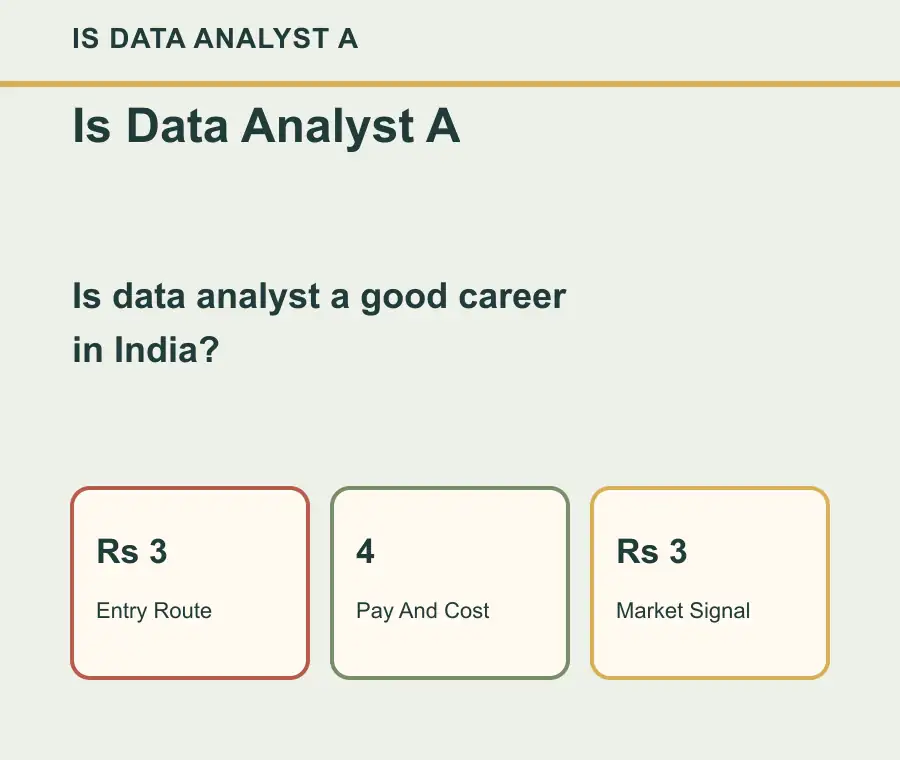 IS DATA ANALYST A
Is Data Analyst A
Is data analyst a good career
in India?
Rs 3
Entry Route
4
Pay And Cost
Rs 3
Market Signal